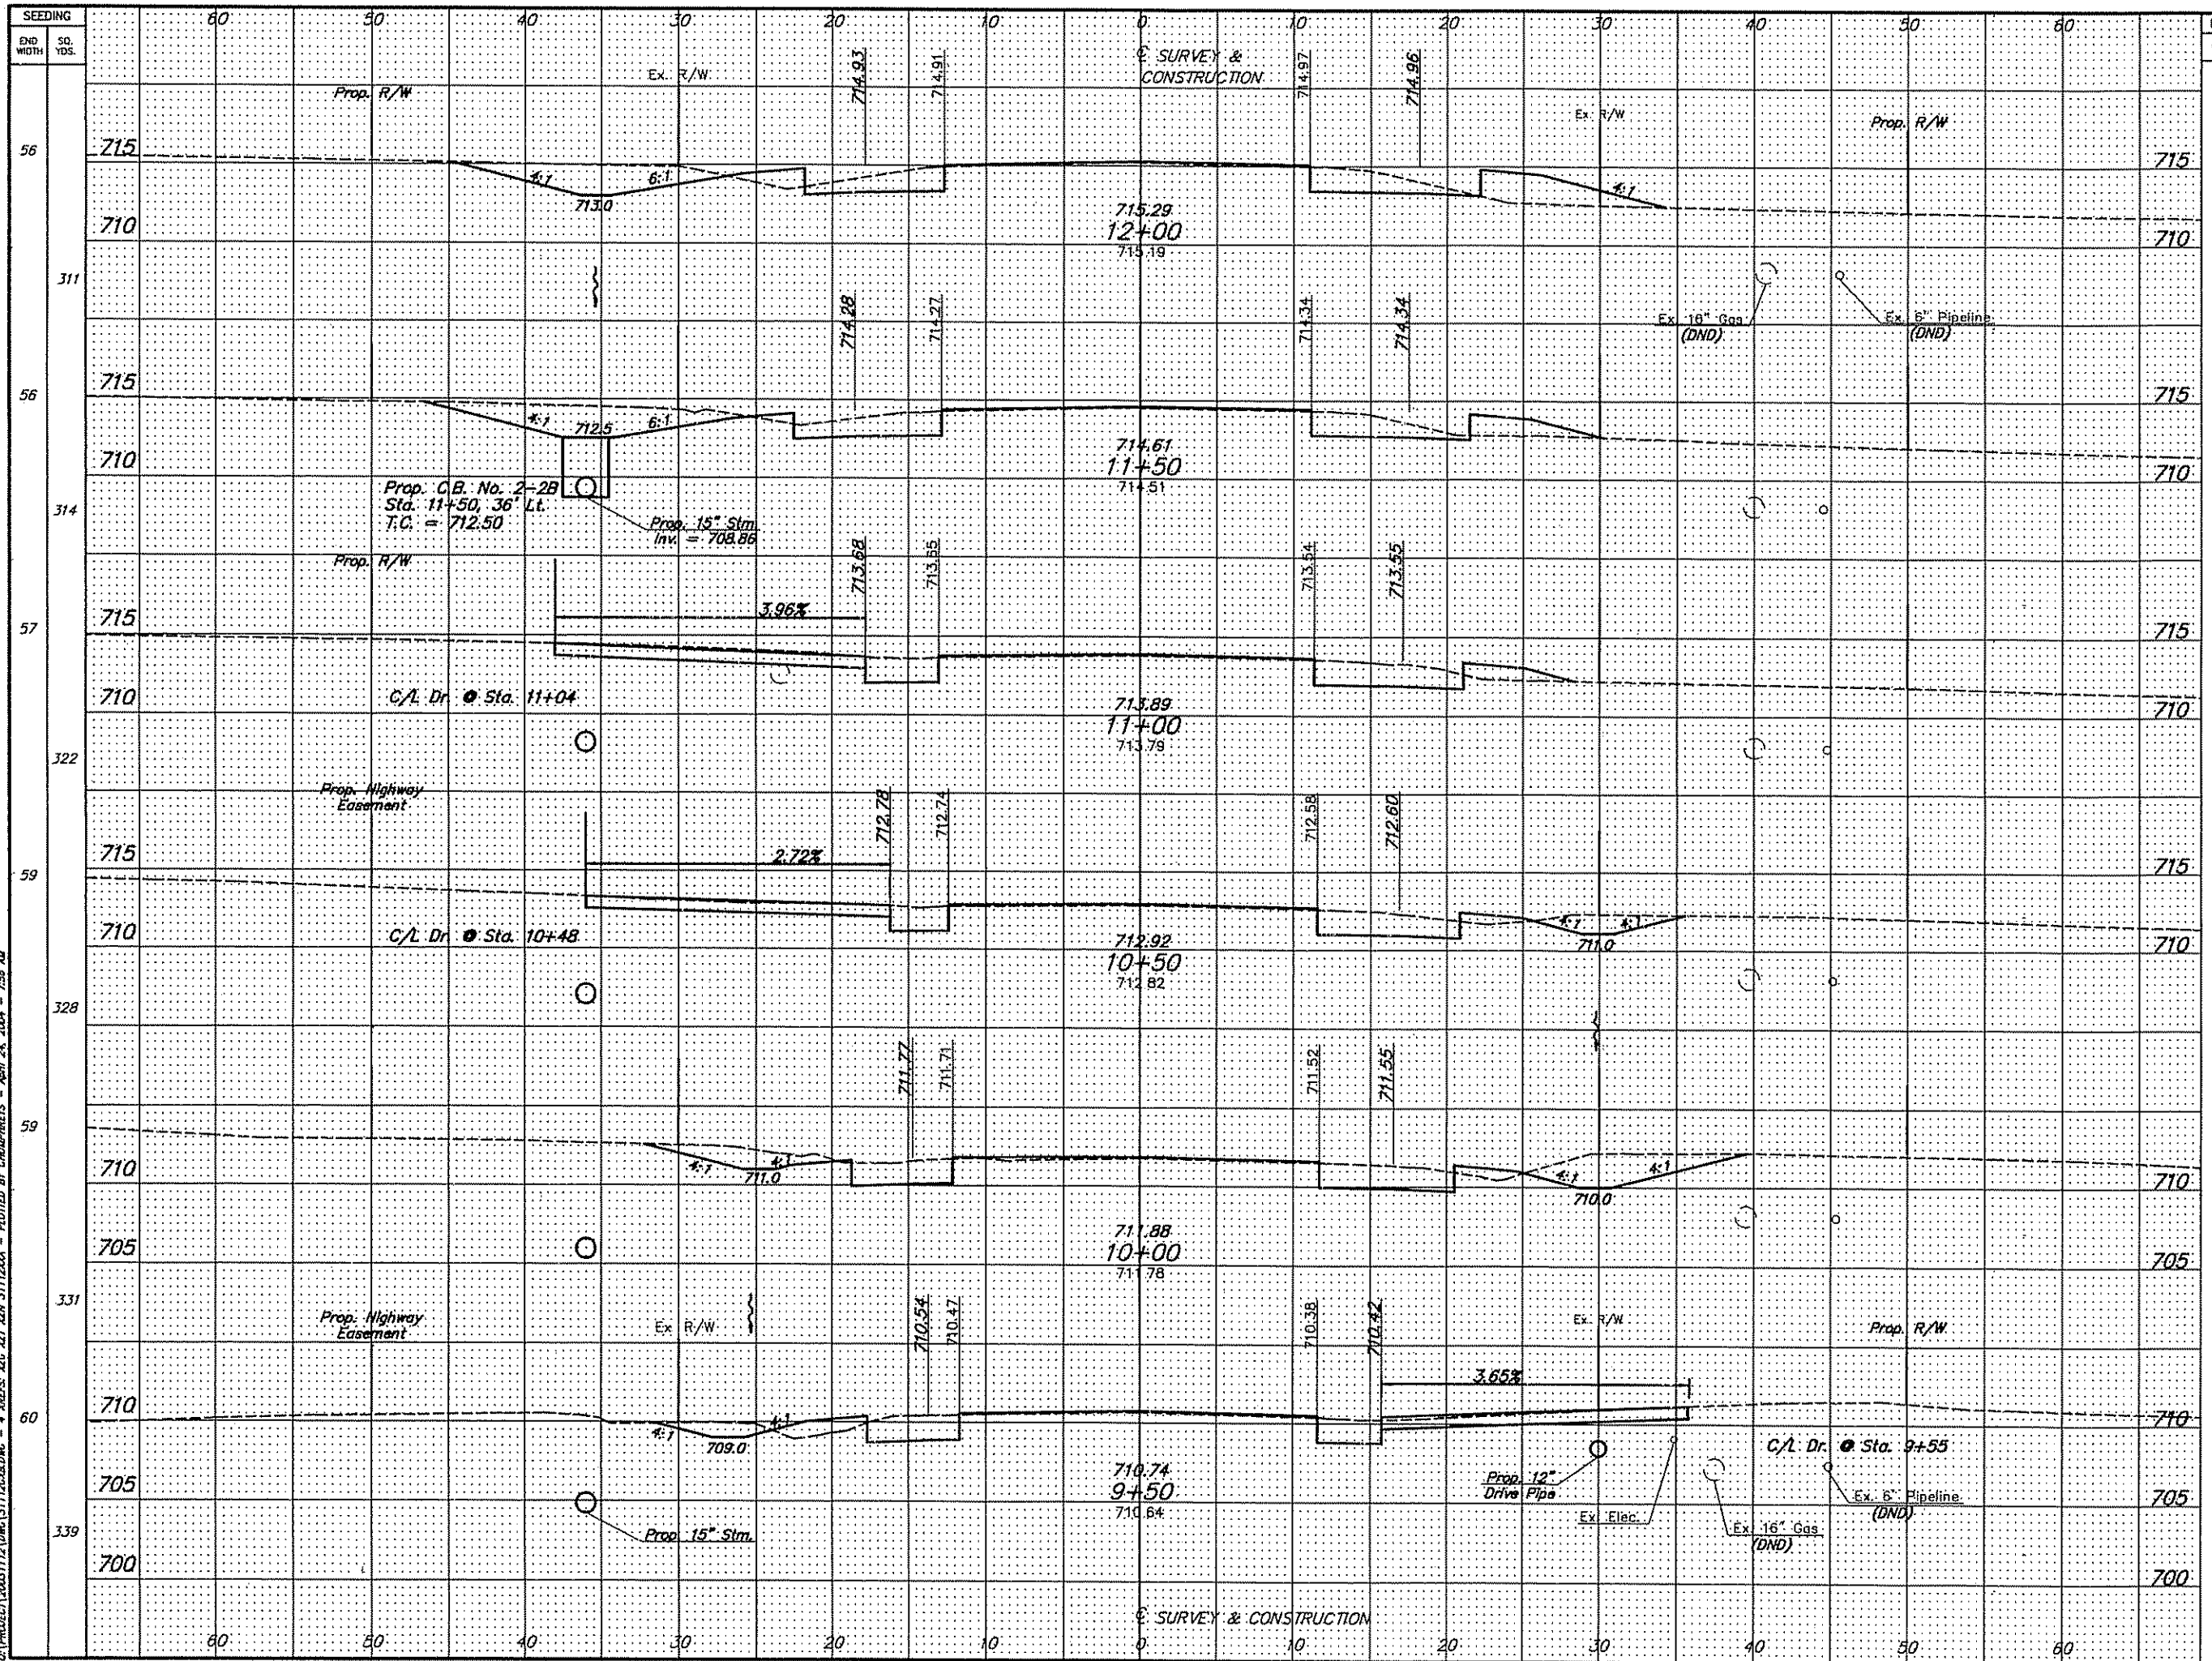 SEEDING
END WIDTH
SQ. YDS.
60 50 40 30 20 10 0 10 20 30 40 50 60
℄ SURVEY &
CONSTRUCTION
Prop. R/W
Ex. R/W
714.93
714.91
714.97
714.96
Ex. R/W
Prop. R/W
56
715
4:1
6:1
713.0
4:1
715
710
715.29
12+00
715.19
710
311
714.28
714.27
714.34
714.34
Ex. 16" Gas
(DND)
Ex. 6" Pipeline
(DND)
56
715
4:1
712.5
6:1
715
710
714.61
11+50
714.51
710
Prop. C.B. No. 2-2B
Sta. 11+50, 36' Lt.
T.C. = 712.50
Prop. 15" Stm.
Inv. = 708.86
314
Prop. R/W
713.68
713.65
713.54
713.55
3.96%
57
715
715
710
C/L Dr. @ Sta. 11+04
713.89
11+00
713.79
710
322
Prop. Highway
Easement
712.78
712.74
712.58
712.60
2.72%
59
715
715
710
C/L Dr. @ Sta. 10+48
4:1
4:1
711.0
712.92
10+50
712.82
710
328
711.77
711.71
711.52
711.55
59
710
4:1
4:1
711.0
4:1
4:1
710.0
710
705
711.88
10+00
711.78
705
331
Prop. Highway
Easement
Ex. R/W
710.54
710.47
710.38
710.42
Ex. R/W
Prop. R/W
3.65%
60
710
4:1
4:1
709.0
710
C/L Dr. @ Sta. 9+55
705
710.74
9+50
710.64
Prop. 12"
Drive Pipe
Ex. Elec.
Ex. 16" Gas
(DND)
Ex. 6" Pipeline
(DND)
705
339
Prop. 15" Stm.
700
700
℄ SURVEY & CONSTRUCTION
60 50 40 30 20 10 0 10 20 30 40 50 60